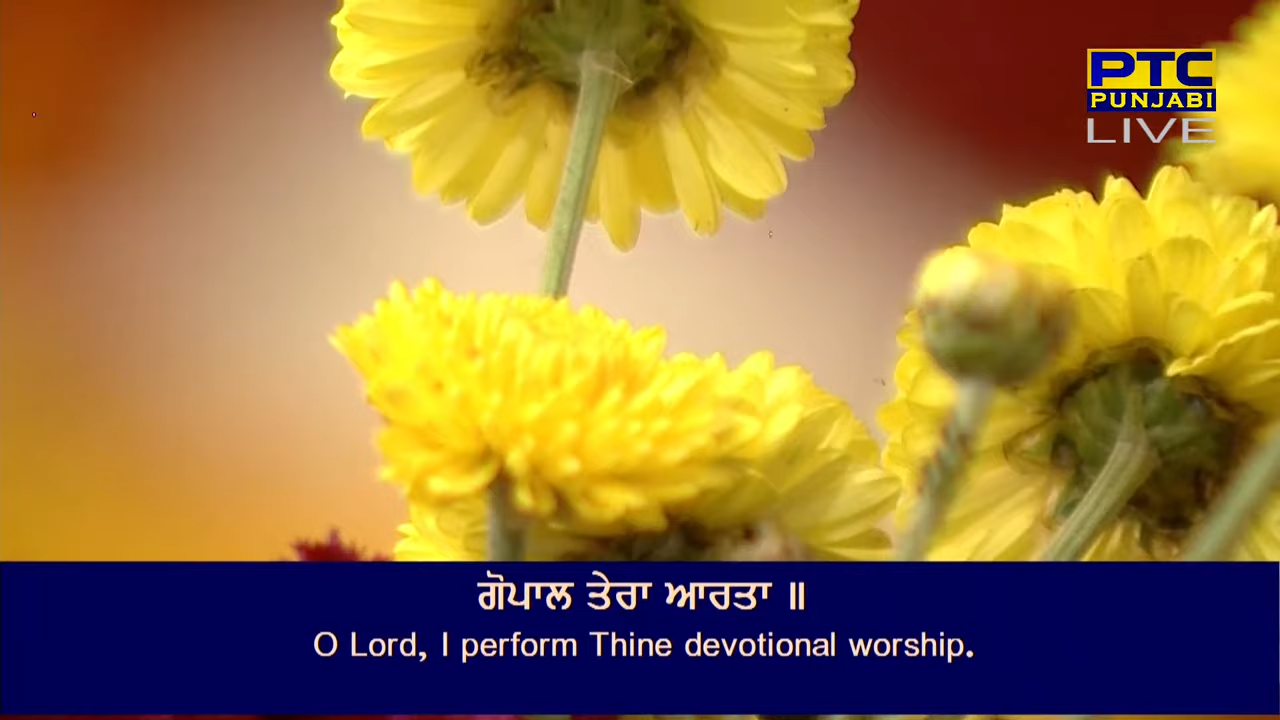 PTC
PUNJABI
LIVE
ਗੋਪਾਲ ਤੇਰਾ ਆਰਤਾ ॥
O Lord, I perform Thine devotional worship.